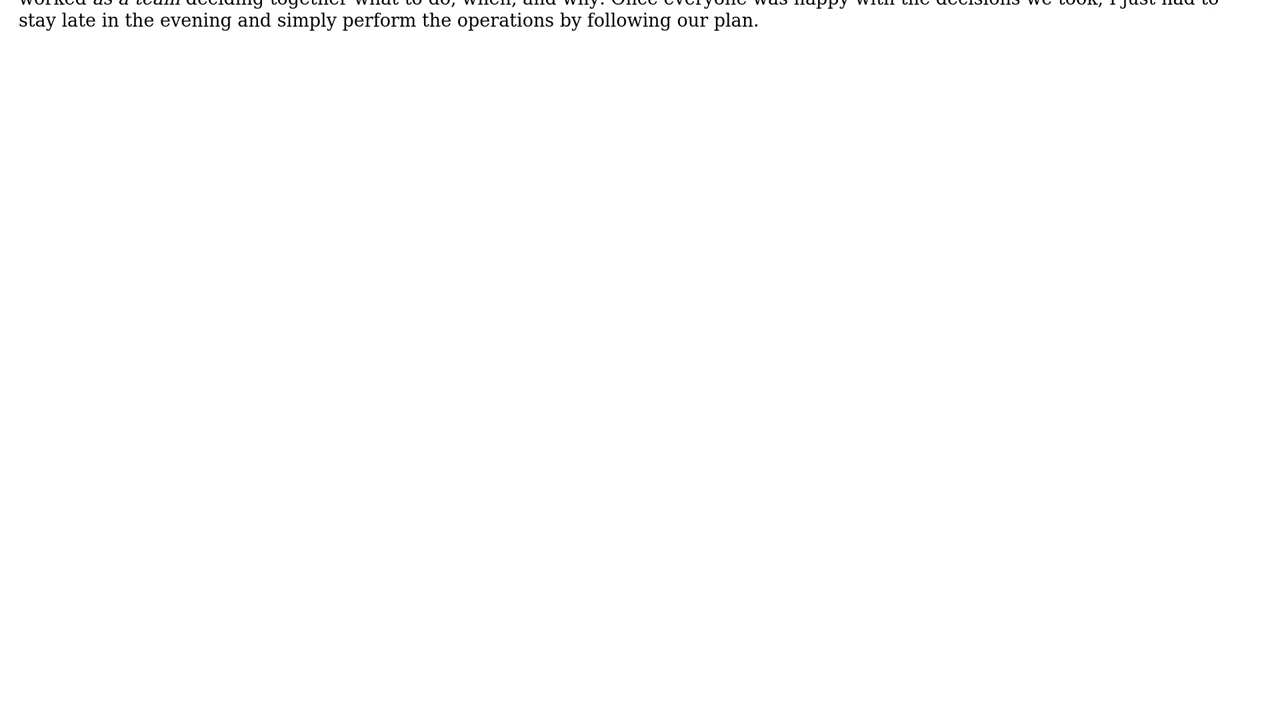 worked as a team deciding together what to do, when, and why. Once everyone was happy with the decisions we took, I just had to
stay late in the evening and simply perform the operations by following our plan.